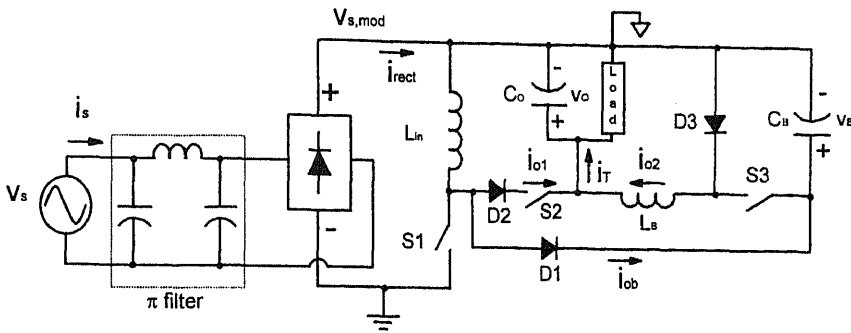 Vs,mod
irect
is
+
Lin
-
Co
vo
+
Load
D3
CB
-
vB
+
Vs
io1
iT
io2
D2
S2
LB
S3
S1
-
D1
iob
π filter